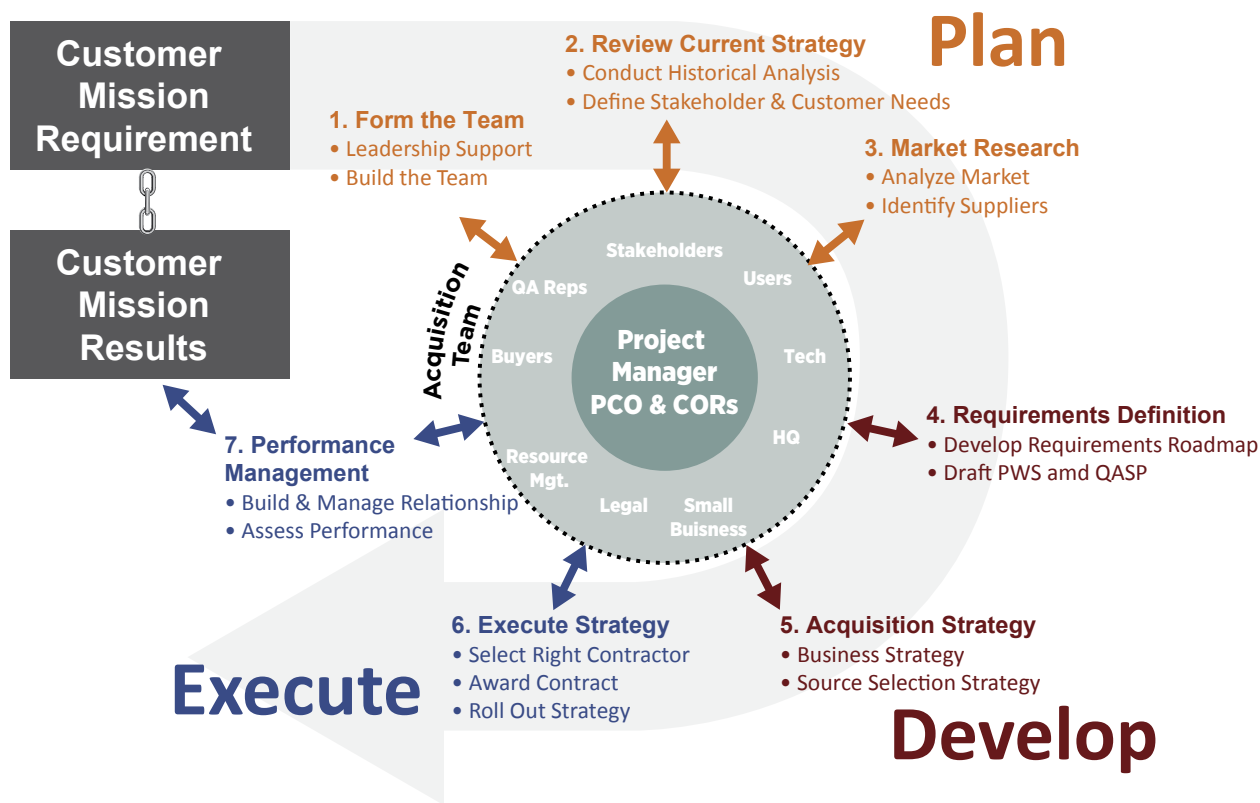 Customer
Mission
Requirement
Customer
Mission
Results
Plan
1. Form the Team
• Leadership Support
• Build the Team
2. Review Current Strategy
• Conduct Historical Analysis
• Define Stakeholder & Customer Needs
3. Market Research
• Analyze Market
• Identify Suppliers
4. Requirements Definition
• Develop Requirements Roadmap
• Draft PWS amd QASP
5. Acquisition Strategy
• Business Strategy
• Source Selection Strategy
Develop
6. Execute Strategy
• Select Right Contractor
• Award Contract
• Roll Out Strategy
Execute
7. Performance
Management
• Build & Manage Relationship
• Assess Performance
Acquisition
Team
Stakeholders
Users
Tech
HQ
Small
Buisness
Legal
Resource
Mgt.
Buyers
QA Reps
Project
Manager
PCO & CORs